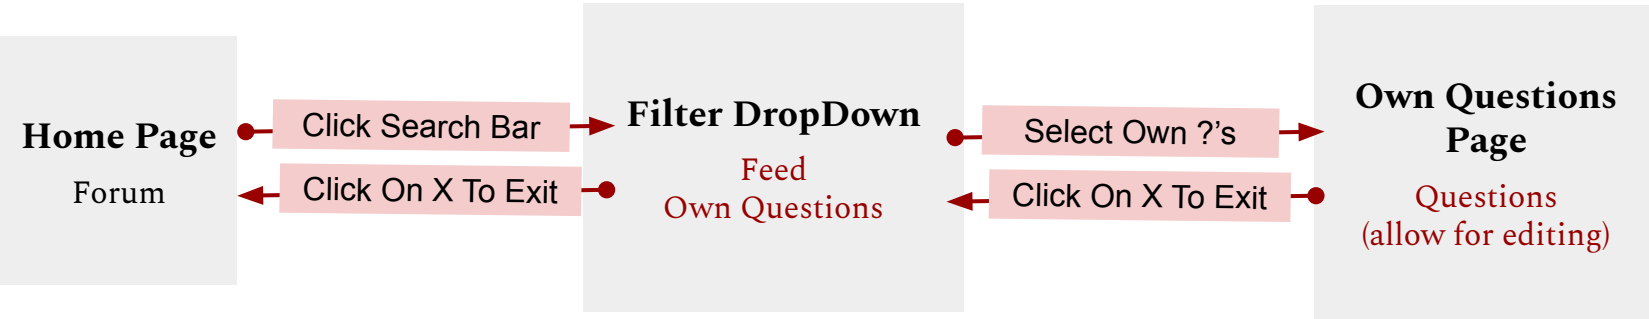 Home Page
Forum
Click Search Bar
Click On X To Exit
Filter DropDown
Feed
Own Questions
Select Own ?’s
Click On X To Exit
Own Questions
Page
Questions
(allow for editing)